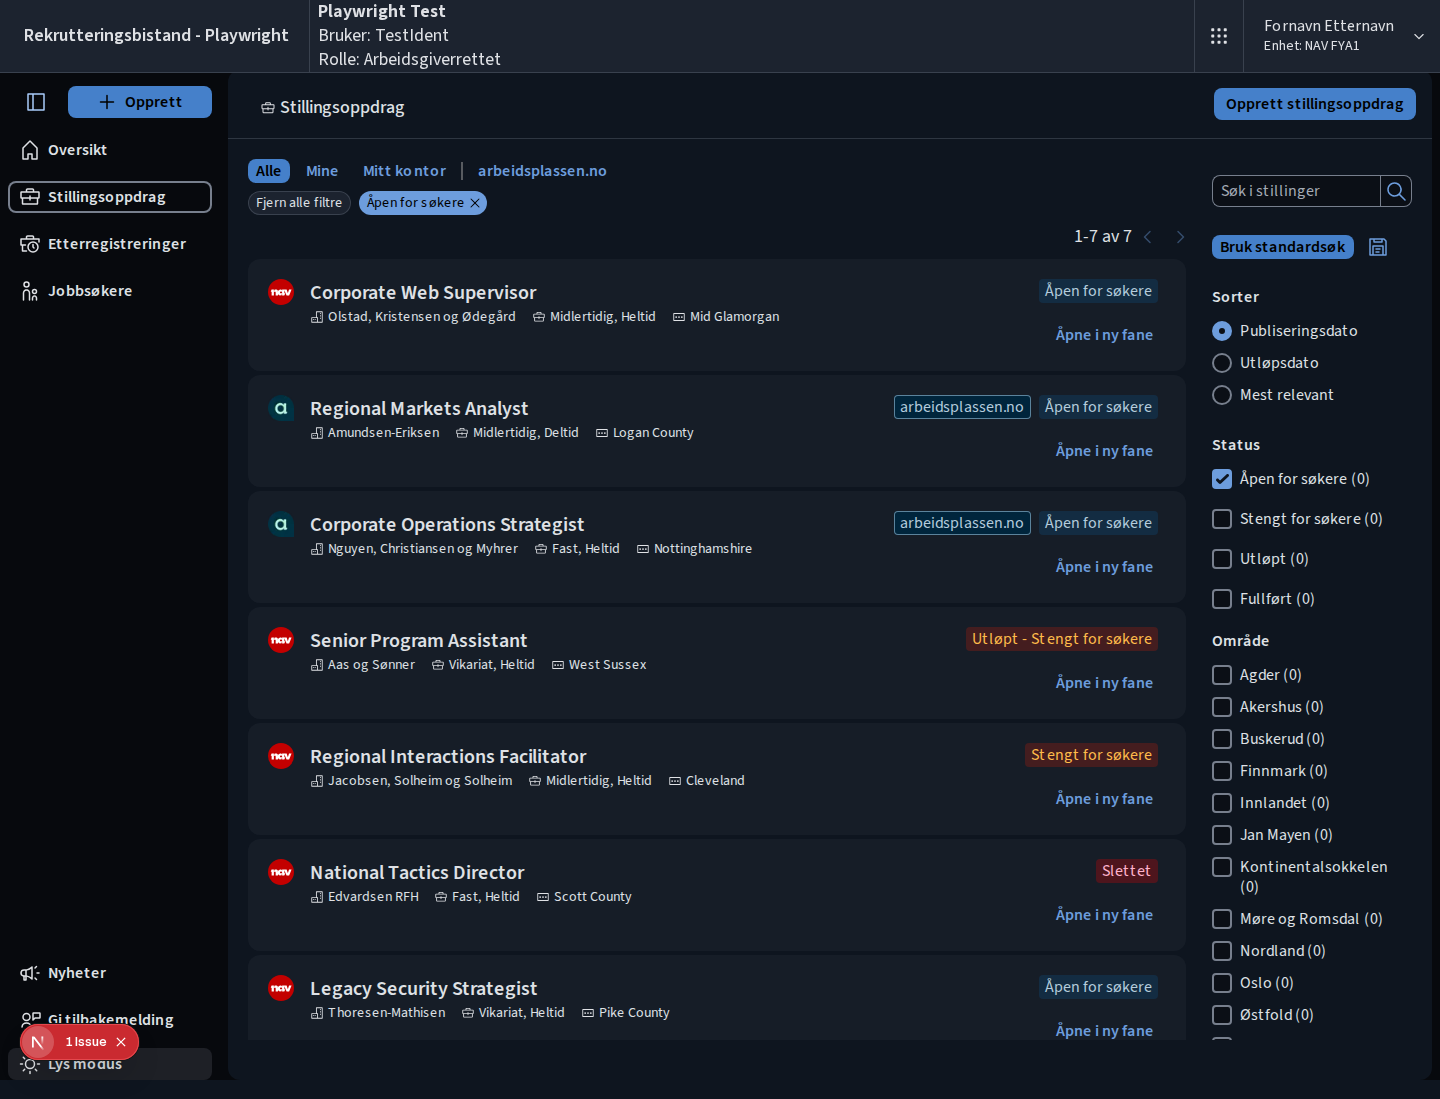 Rekrutteringsbistand - Playwright
Playwright Test
Bruker: TestIdent
Rolle: Arbeidsgiverrettet
Fornavn Etternavn
Enhet: NAV FYA1
Opprett
Oversikt
Stillingsoppdrag
Etterregistreringer
Jobbsøkere
Nyheter
Gi tilbakemelding
1 Issue
Lys modus
Stillingsoppdrag
Opprett stillingsoppdrag
Alle Mine Mitt kontor | arbeidsplassen.no
Fjern alle filtre Åpen for søkere
1-7 av 7
nav
Corporate Web Supervisor
Åpen for søkere
Olstad, Kristensen og Ødegård Midlertidig, Heltid Mid Glamorgan
Åpne i ny fane
a
Regional Markets Analyst
arbeidsplassen.no Åpen for søkere
Amundsen-Eriksen Midlertidig, Deltid Logan County
Åpne i ny fane
a
Corporate Operations Strategist
arbeidsplassen.no Åpen for søkere
Nguyen, Christiansen og Myhrer Fast, Heltid Nottinghamshire
Åpne i ny fane
nav
Senior Program Assistant
Utløpt - Stengt for søkere
Aas og Sønner Vikariat, Heltid West Sussex
Åpne i ny fane
nav
Regional Interactions Facilitator
Stengt for søkere
Jacobsen, Solheim og Solheim Midlertidig, Heltid Cleveland
Åpne i ny fane
nav
National Tactics Director
Slettet
Edvardsen RFH Fast, Heltid Scott County
Åpne i ny fane
nav
Legacy Security Strategist
Åpen for søkere
Thoresen-Mathisen Vikariat, Heltid Pike County
Åpne i ny fane
Søk i stillinger
Bruk standardsøk
Sorter
Publiseringsdato
Utløpsdato
Mest relevant
Status
Åpen for søkere (0)
Stengt for søkere (0)
Utløpt (0)
Fullført (0)
Område
Agder (0)
Akershus (0)
Buskerud (0)
Finnmark (0)
Innlandet (0)
Jan Mayen (0)
Kontinentalsokkelen
(0)
Møre og Romsdal (0)
Nordland (0)
Oslo (0)
Østfold (0)